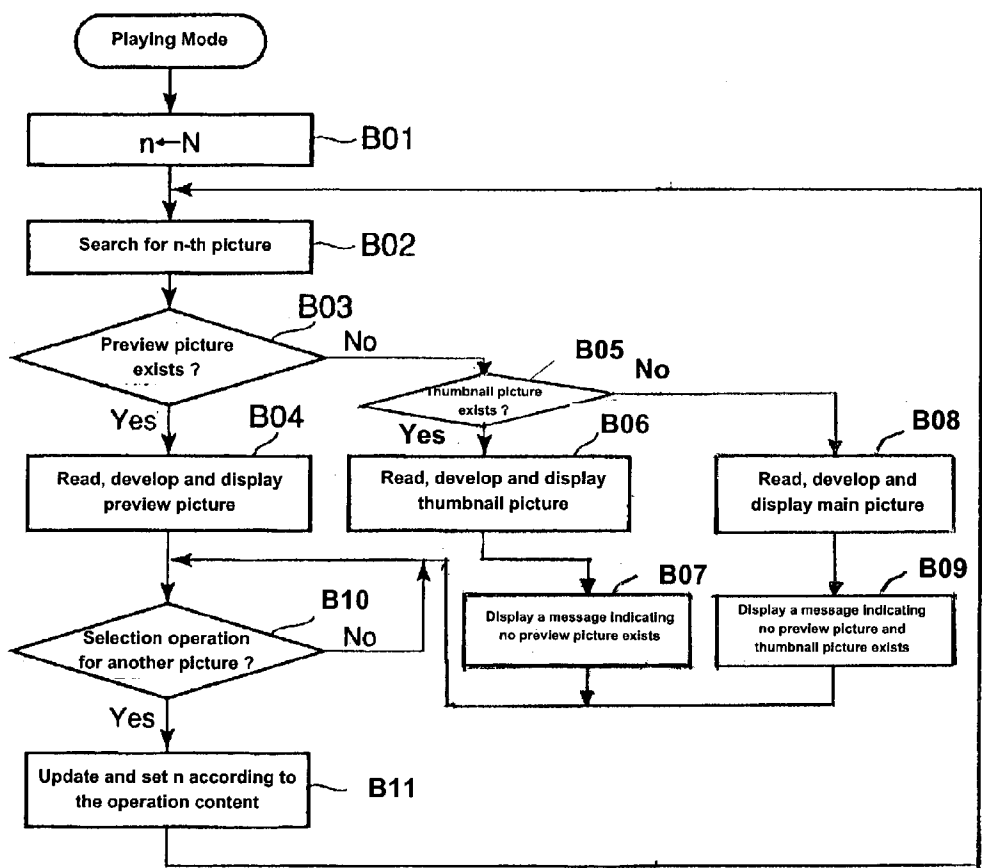 Playing Mode
n←N
B01
Search for n-th picture
B02
B03
Preview picture
exists ?
No
Yes
B05
Thumbnail picture
exists ?
No
Yes
B04
Read, develop and display
preview picture
B06
Read, develop and display
thumbnail picture
B08
Read, develop and
display main picture
B07
Display a message indicating
no preview picture exists
B09
Display a message indicating
no preview picture and
thumbnail picture exists
B10
Selection operation
for another picture ?
No
Yes
Update and set n according to
the operation content
B11